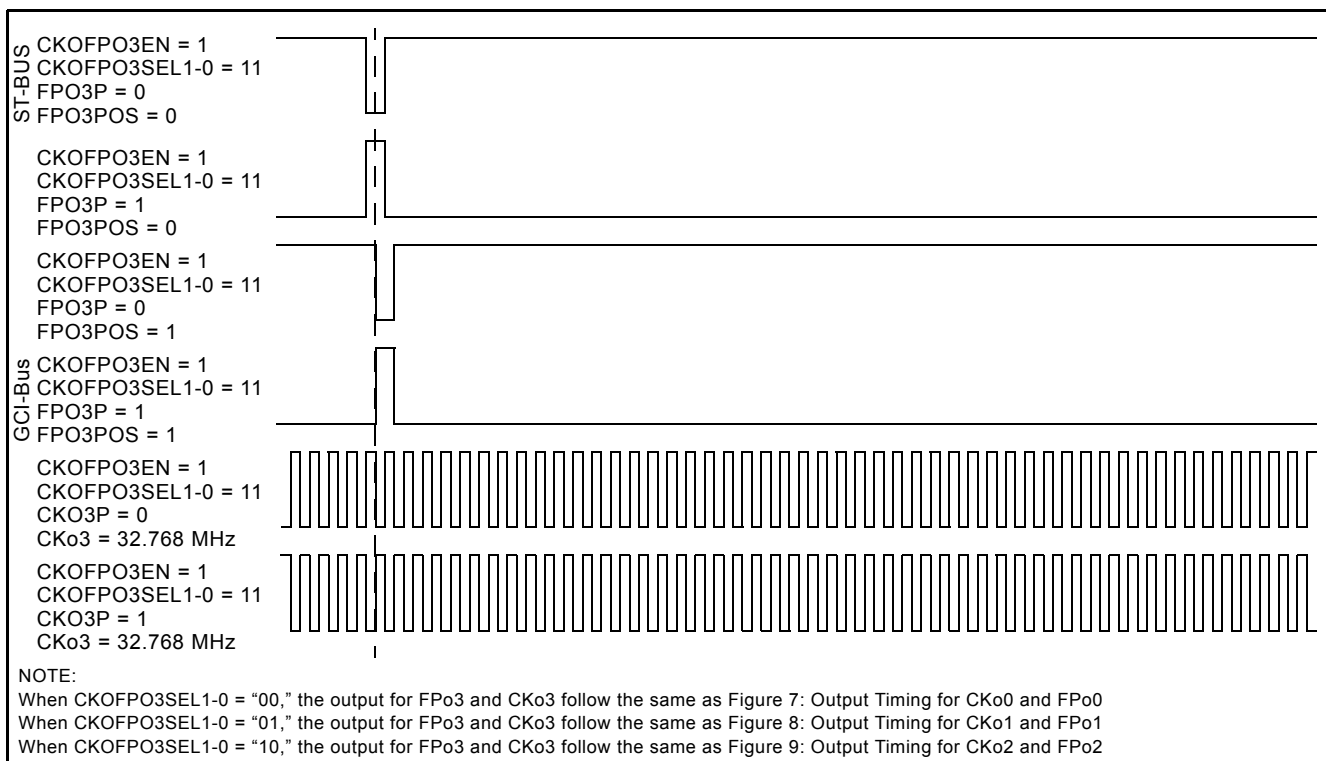 ST-BUS
CKOFPO3EN = 1
CKOFPO3SEL1-0 = 11
FPO3P = 0
FPO3POS = 0
CKOFPO3EN = 1
CKOFPO3SEL1-0 = 11
FPO3P = 1
FPO3POS = 0
CKOFPO3EN = 1
CKOFPO3SEL1-0 = 11
FPO3P = 0
FPO3POS = 1
GCI-Bus
CKOFPO3EN = 1
CKOFPO3SEL1-0 = 11
FPO3P = 1
FPO3POS = 1
CKOFPO3EN = 1
CKOFPO3SEL1-0 = 11
CKO3P = 0
CKo3 = 32.768 MHz
CKOFPO3EN = 1
CKOFPO3SEL1-0 = 11
CKO3P = 1
CKo3 = 32.768 MHz
NOTE:
When CKOFPO3SEL1-0 = “00,” the output for FPo3 and CKo3 follow the same as Figure 7: Output Timing for CKo0 and FPo0
When CKOFPO3SEL1-0 = “01,” the output for FPo3 and CKo3 follow the same as Figure 8: Output Timing for CKo1 and FPo1
When CKOFPO3SEL1-0 = “10,” the output for FPo3 and CKo3 follow the same as Figure 9: Output Timing for CKo2 and FPo2